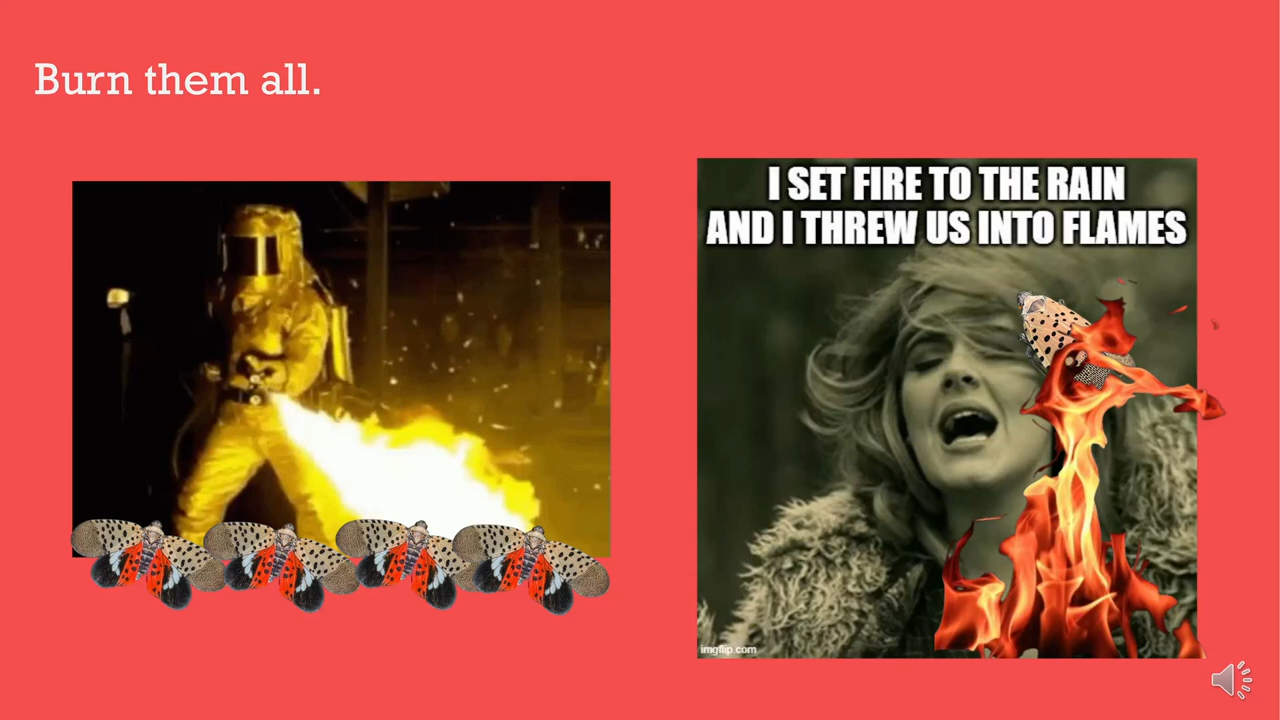 Burn them all.
I SET FIRE TO THE RAIN
AND I THREW US INTO FLAMES
imgflip.com